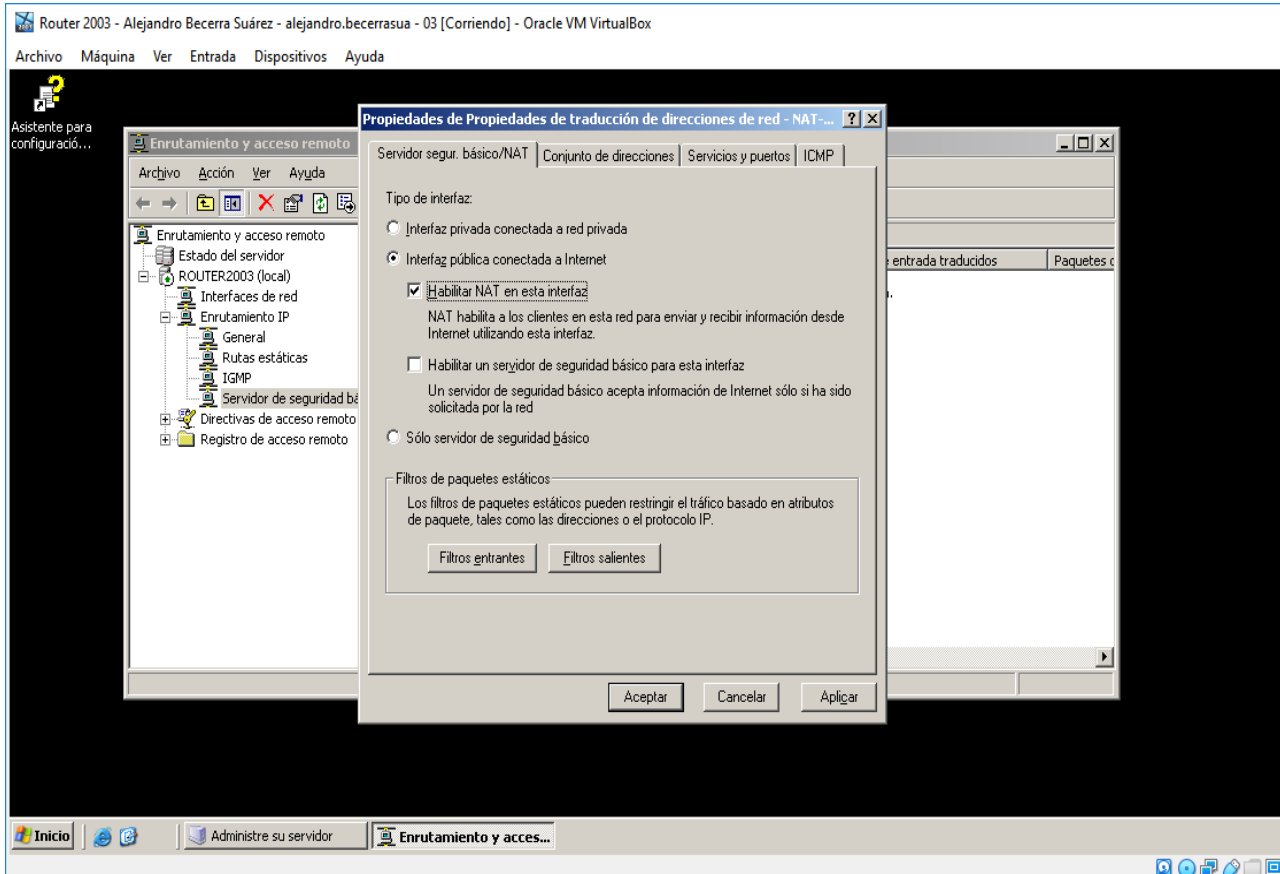 Router 2003 - Alejandro Becerra Suárez - alejandro.becerrasua - 03 [Corriendo] - Oracle VM VirtualBox
Archivo Máquina Ver Entrada Dispositivos Ayuda
Asistente para
configuració...
Enrutamiento y acceso remoto
Archivo Acción Ver Ayuda
Enrutamiento y acceso remoto
Estado del servidor
ROUTER2003 (local)
Interfaces de red
Enrutamiento IP
General
Rutas estáticas
IGMP
Servidor de seguridad bá
Directivas de acceso remoto
Registro de acceso remoto
entrada traducidos
Paquetes
Propiedades de Propiedades de traducción de direcciones de red - NAT-...
Servidor segur. básico/NAT
Conjunto de direcciones
Servicios y puertos
ICMP
Tipo de interfaz:
Interfaz privada conectada a red privada
Interfaz pública conectada a Internet
Habilitar NAT en esta interfaz
NAT habilita a los clientes en esta red para enviar y recibir información desde
Internet utilizando esta interfaz.
Habilitar un servidor de seguridad básico para esta interfaz
Un servidor de seguridad básico acepta información de Internet sólo si ha sido
solicitada por la red
Sólo servidor de seguridad básico
Filtros de paquetes estáticos
Los filtros de paquetes estáticos pueden restringir el tráfico basado en atributos
de paquete, tales como las direcciones o el protocolo IP.
Filtros entrantes
Filtros salientes
Aceptar
Cancelar
Aplicar
Inicio
Administre su servidor
Enrutamiento y acces...